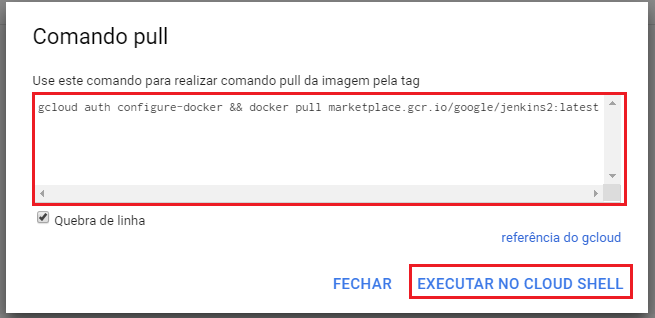 Comando pull
Use este comando para realizar comando pull da imagem pela tag
gcloud auth configure-docker && docker pull marketplace.gcr.io/google/jenkins2:latest
Quebra de linha
referência do gcloud
FECHAR EXECUTAR NO CLOUD SHELL